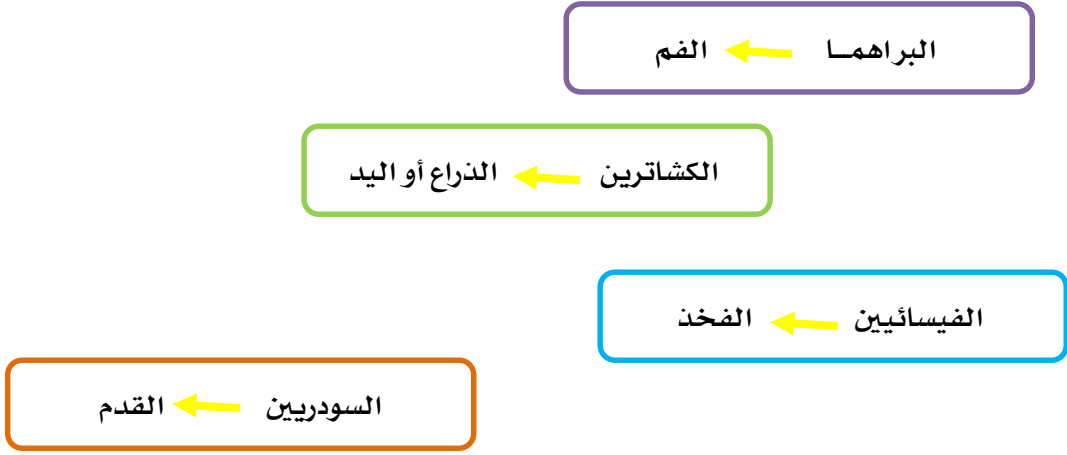 البراهمـا الفم
الكشاترين الذراع أو اليد
الفيسائيين الفخذ
السودريين القدم